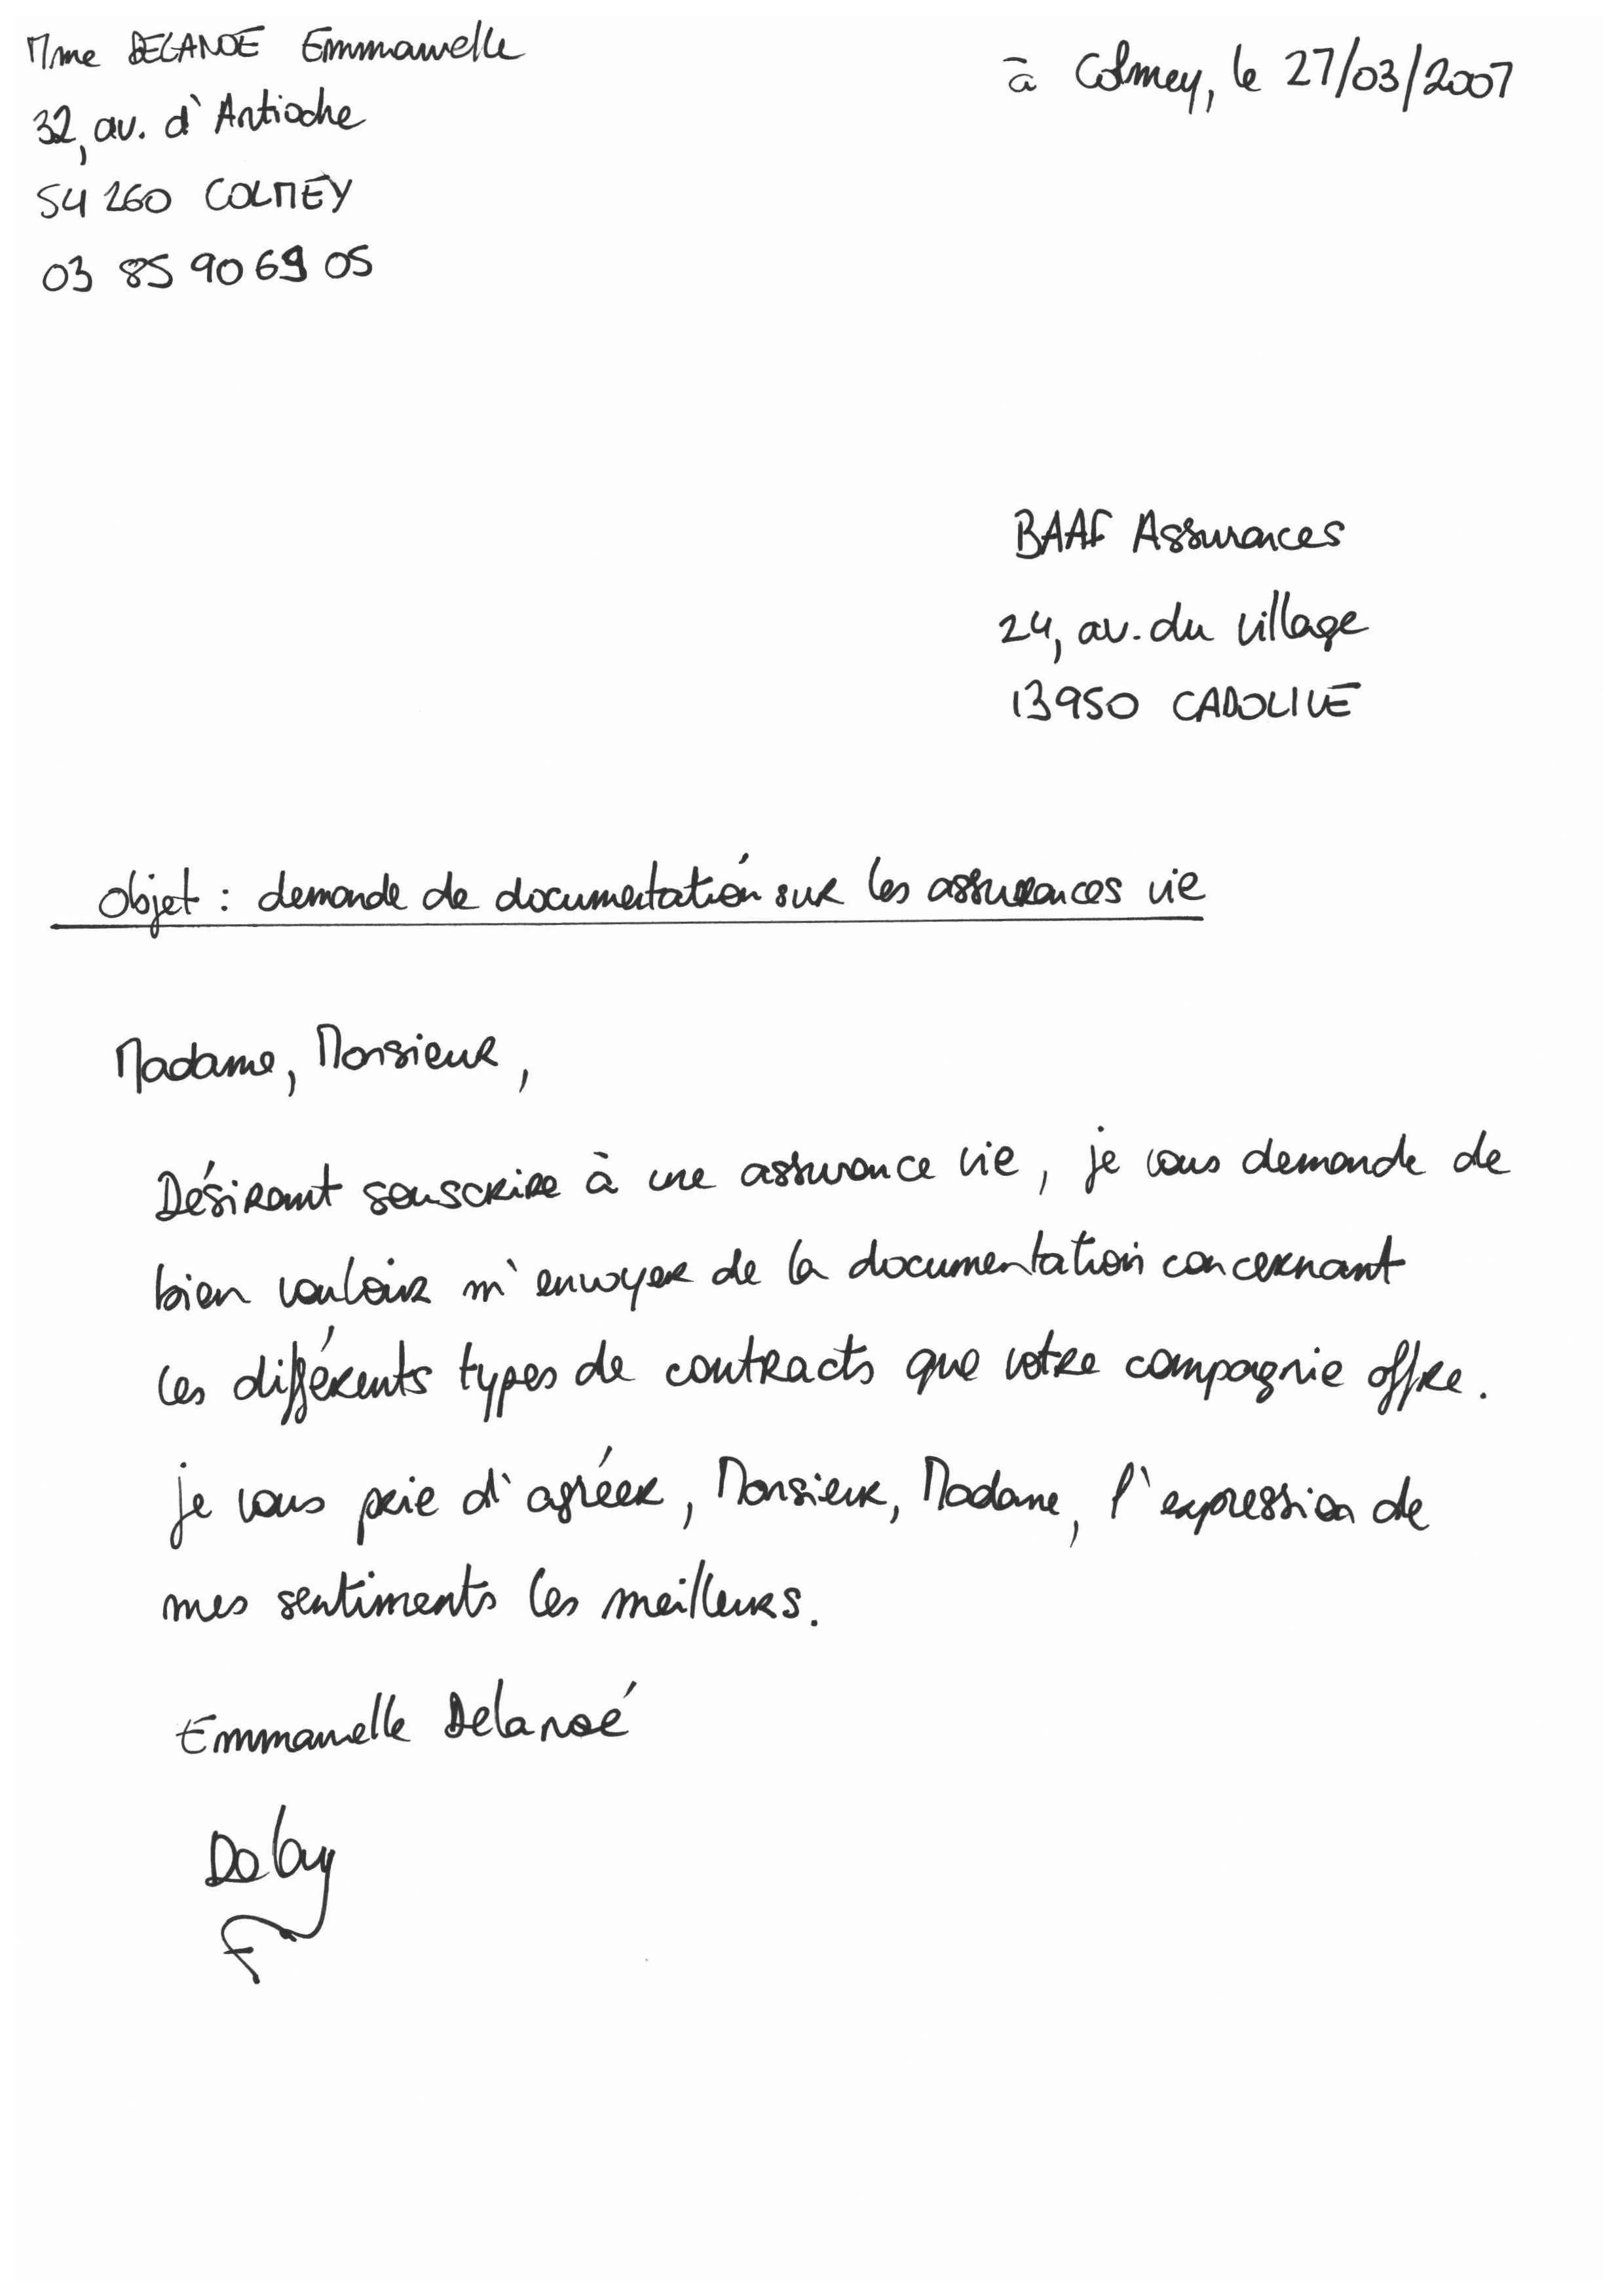 Mme DELANOE Emmanuelle
à Colmey, le 27/03/2007
32, av. d'Antioche
54260 COLMEY
03 85 90 69 05
BAAF Assurances
24, av. du village
13950 CADOLIVE
Objet : demande de documentation sur les assurances vie
Madame, Monsieur,
Désirant souscrire à une assurance vie, je vous demande de
bien vouloir m'envoyer de la documentation concernant
les différents types de contracts que votre compagnie offre.
je vous prie d'agréer, Monsieur, Madame, l'expression de
mes sentiments les meilleurs.
Emmanuelle Delanoé